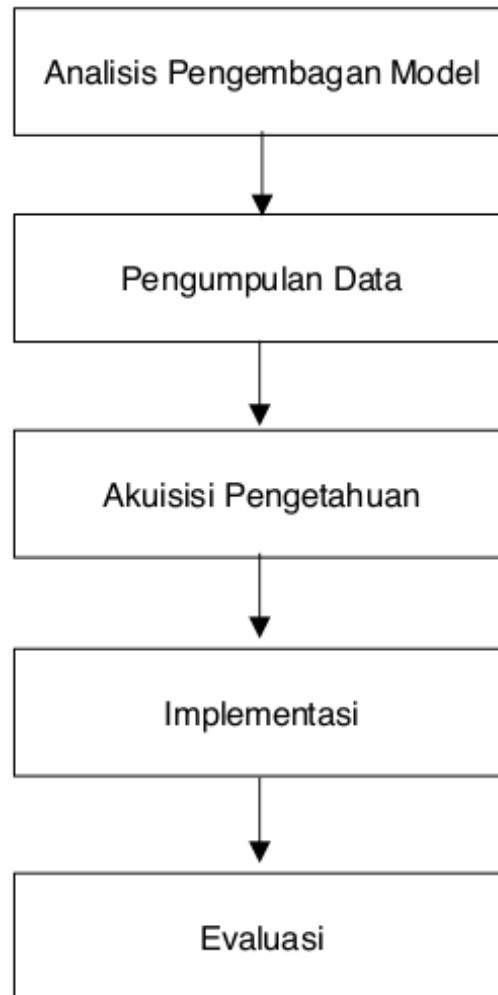 Analisis Pengembagan Model
Pengumpulan Data
Akuisisi Pengetahuan
Implementasi
Evaluasi